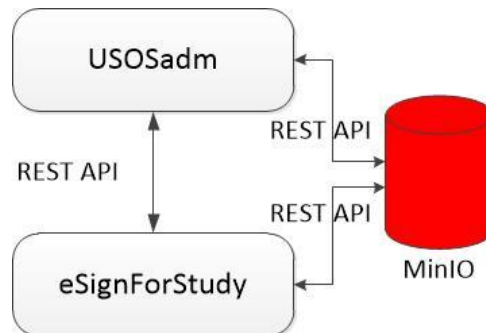 USOSadm
REST API
REST API
REST API
MinIO
eSignForStudy